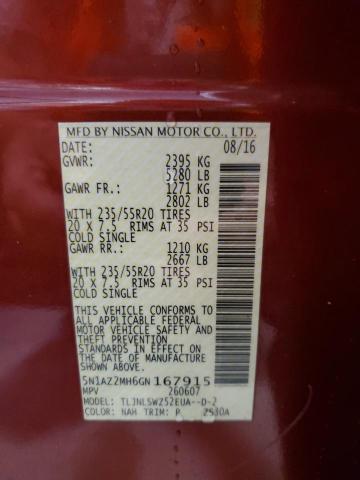 MFD BY NISSAN MOTOR CO., LTD.
DATE: 08/16
GVWR: 2395 KG
5280 LB
GAWR FR.: 1271 KG
2802 LB
WITH 235/55R20 TIRES
20 X 7.5 RIMS AT 35 PSI
COLD SINGLE
GAWR RR.: 1210 KG
2667 LB
WITH 235/55R20 TIRES
20 X 7.5 RIMS AT 35 PSI
COLD SINGLE
THIS VEHICLE CONFORMS TO
ALL APPLICABLE U.S. FEDERAL
MOTOR VEHICLE SAFETY AND
THEFT PREVENTION
STANDARDS IN EFFECT ON THE
DATE OF MANUFACTURE SHOWN
ABOVE.
5N1AZ2MH6GN167915
MPV 260607
MODEL: TLJNLSWZ52EUA--D-2
COLOR: NAH TRIM: